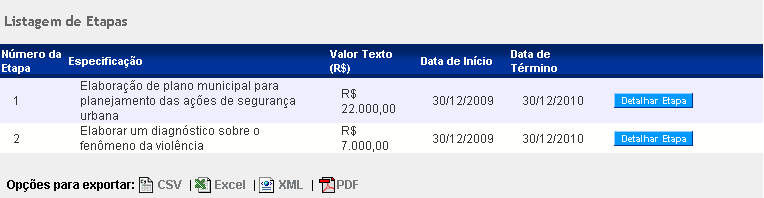 Listagem de Etapas
Número da Etapa Especificação Valor Texto (R$) Data de Início Data de Término
1 Elaboração de plano municipal para planejamento das ações de segurança urbana R$ 22.000,00 30/12/2009 30/12/2010 Detalhar Etapa
2 Elaborar um diagnóstico sobre o fenômeno da violência R$ 7.000,00 30/12/2009 30/12/2010 Detalhar Etapa
Opções para exportar: CSV | Excel | XML | PDF